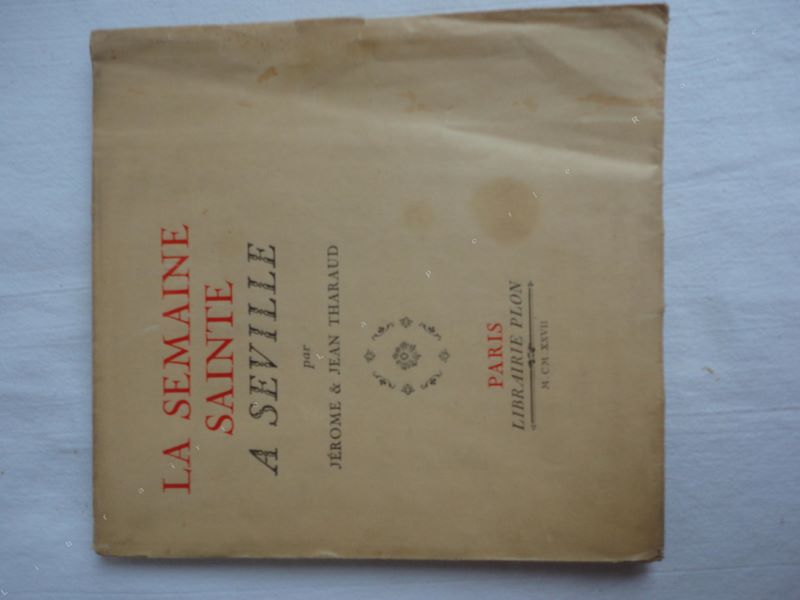 LA SEMAINE
SAINTE
A SEVILLE
par
JÉROME & JEAN THARAUD
PARIS
LIBRAIRIE PLON
M.CM.XXVII